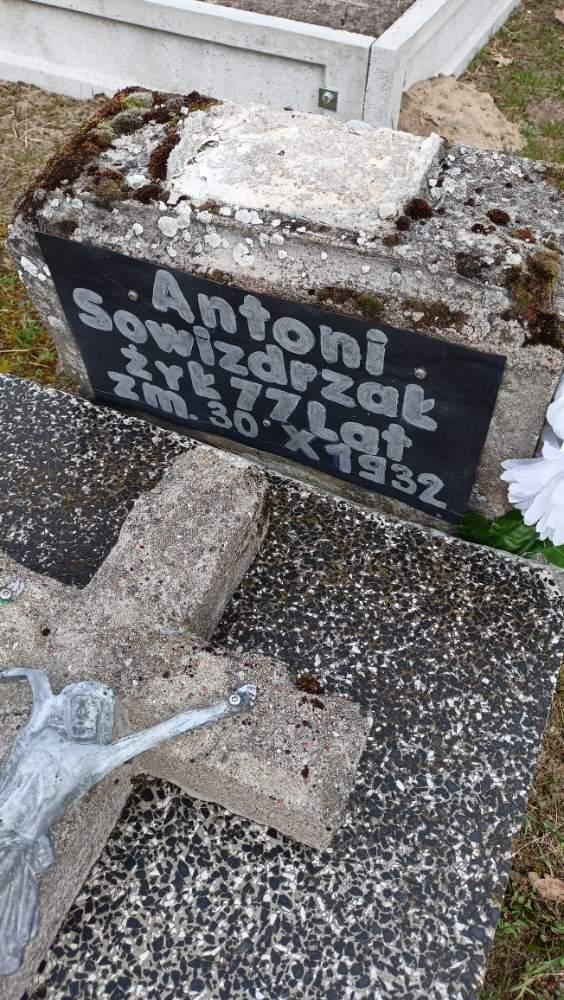 Antoni
Sowizdrzał
żył 77 Lat
zm. 30. X 1932